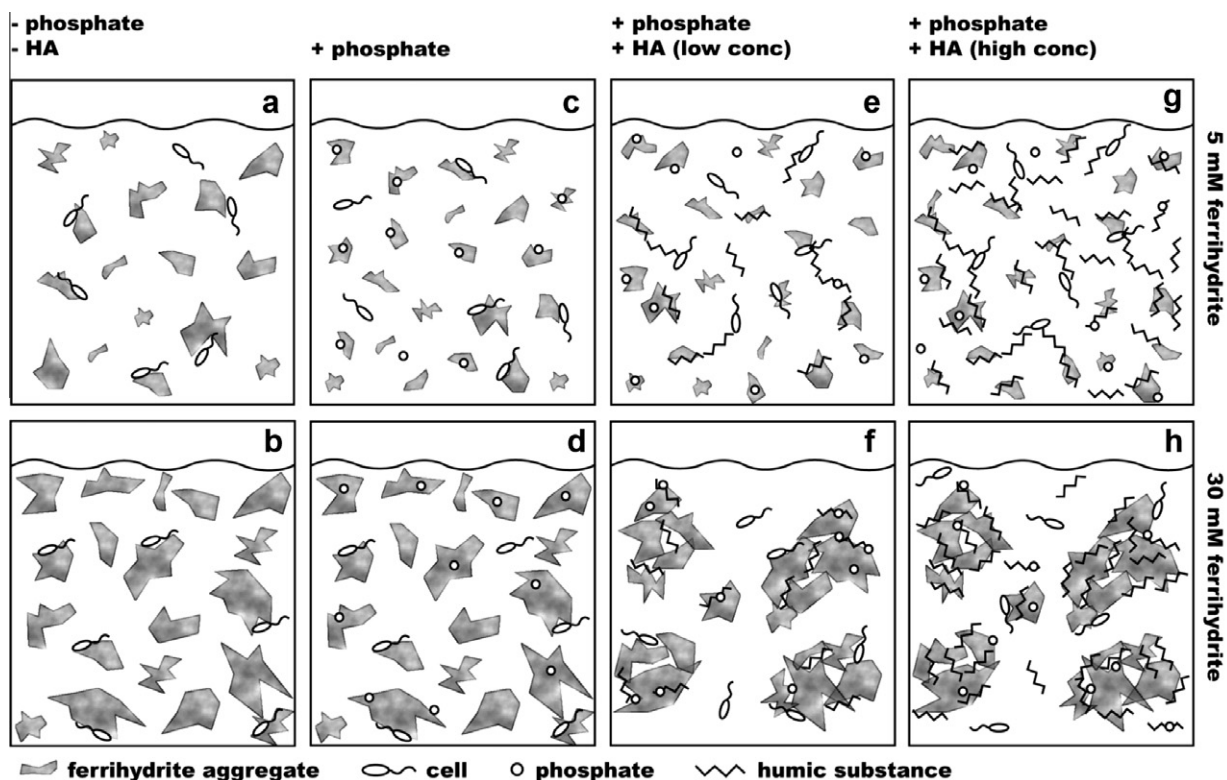 - phosphate
- HA
+ phosphate
+ phosphate
+ HA (low conc)
+ phosphate
+ HA (high conc)
a
c
e
g
5 mM ferrihydrite
b
d
f
h
30 mM ferrihydrite
ferrihydrite aggregate
cell
phosphate
humic substance